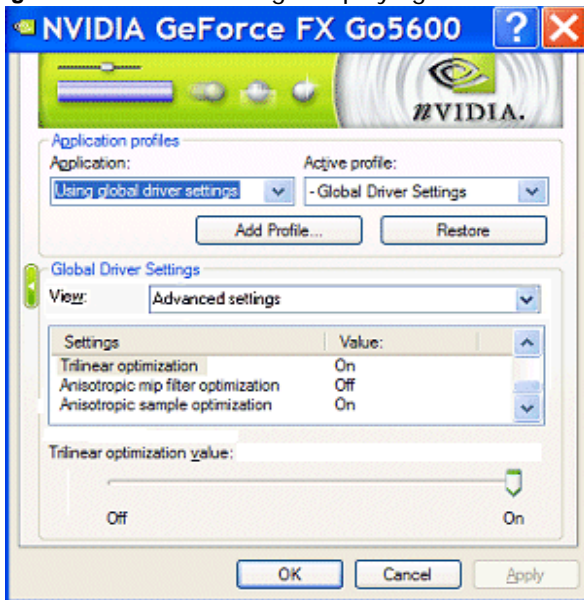 NVIDIA GeForce FX Go5600
NVIDIA.
Application profiles
Application:
Active profile:
Using global driver settings
- Global Driver Settings
Add Profile...
Restore
Global Driver Settings
View:
Advanced settings
Settings
Value:
Trilinear optimization
On
Anisotropic mip filter optimization
Off
Anisotropic sample optimization
On
Trilinear optimization value:
Off
On
OK
Cancel
Apply